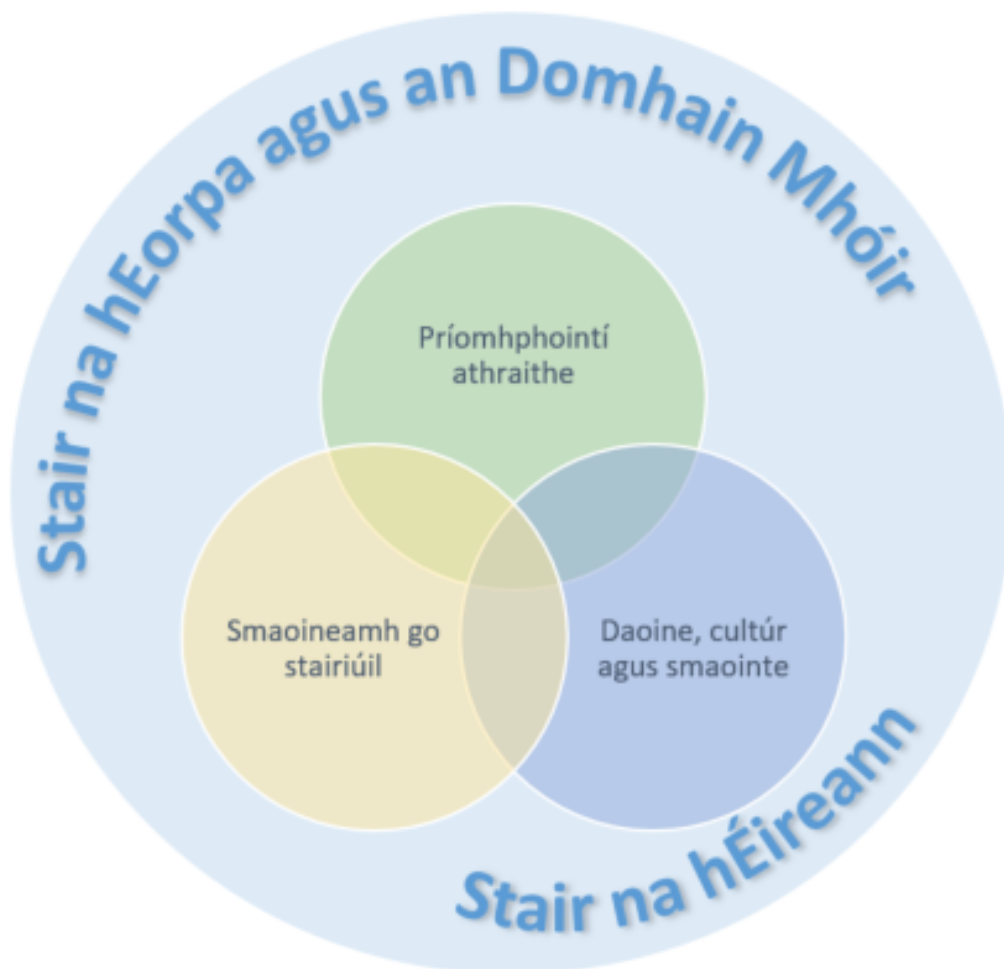 Stair na hEorpa agus an Domhain Mhóir
Príomhphointí
athraithe
Smaoineamh go
stairiúil
Daoine, cultúr
agus smaointe
Stair na hÉireann